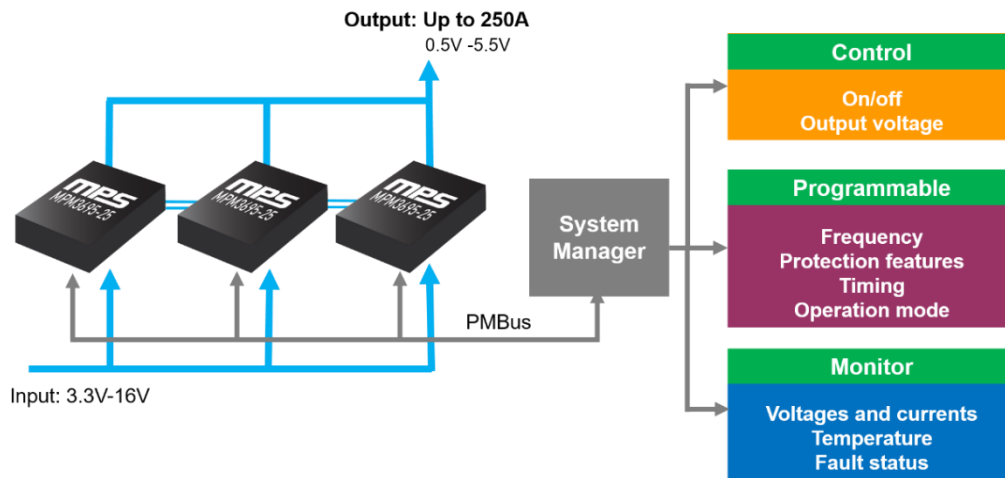 Output: Up to 250A
0.5V -5.5V
mps
MPM3695-25
mps
MPM3695-25
mps
MPM3695-25
PMBus
Input: 3.3V-16V
System
Manager
Control
On/off
Output voltage
Programmable
Frequency
Protection features
Timing
Operation mode
Monitor
Voltages and currents
Temperature
Fault status